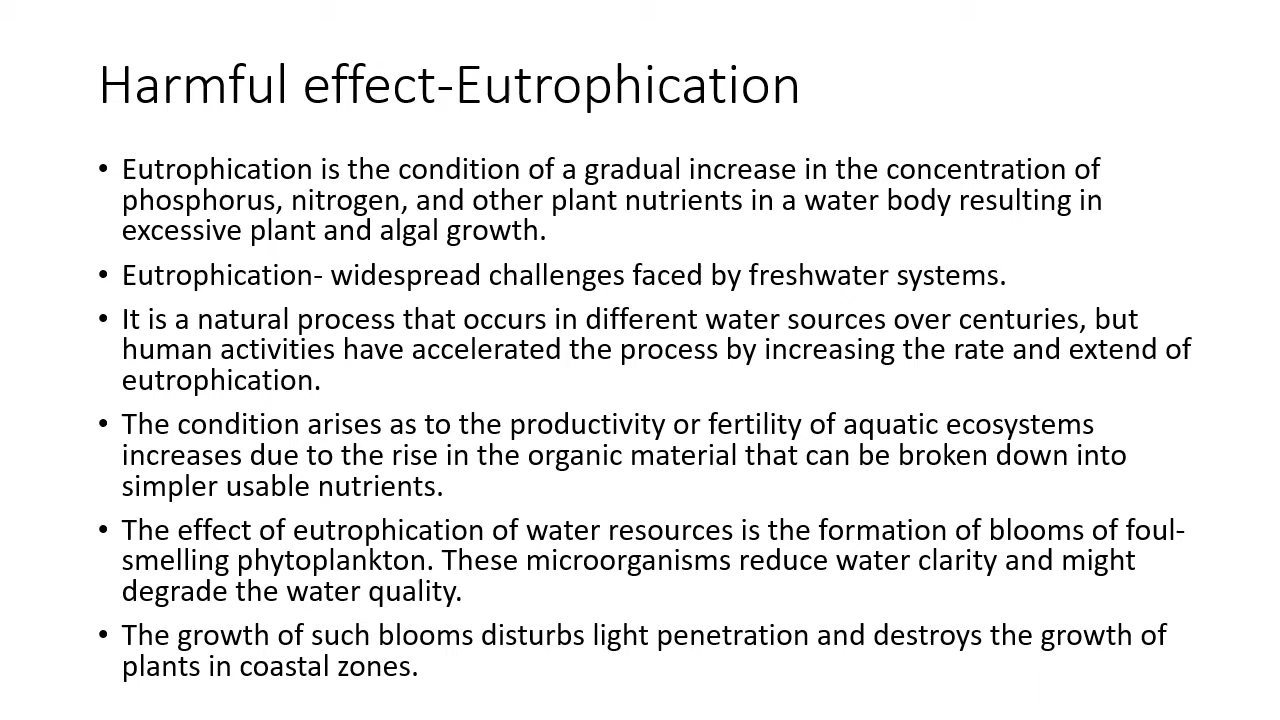 Harmful effect-Eutrophication
• Eutrophication is the condition of a gradual increase in the concentration of
phosphorus, nitrogen, and other plant nutrients in a water body resulting in
excessive plant and algal growth.
• Eutrophication- widespread challenges faced by freshwater systems.
• It is a natural process that occurs in different water sources over centuries, but
human activities have accelerated the process by increasing the rate and extend of
eutrophication.
• The condition arises as to the productivity or fertility of aquatic ecosystems
increases due to the rise in the organic material that can be broken down into
simpler usable nutrients.
• The effect of eutrophication of water resources is the formation of blooms of foul-
smelling phytoplankton. These microorganisms reduce water clarity and might
degrade the water quality.
• The growth of such blooms disturbs light penetration and destroys the growth of
plants in coastal zones.